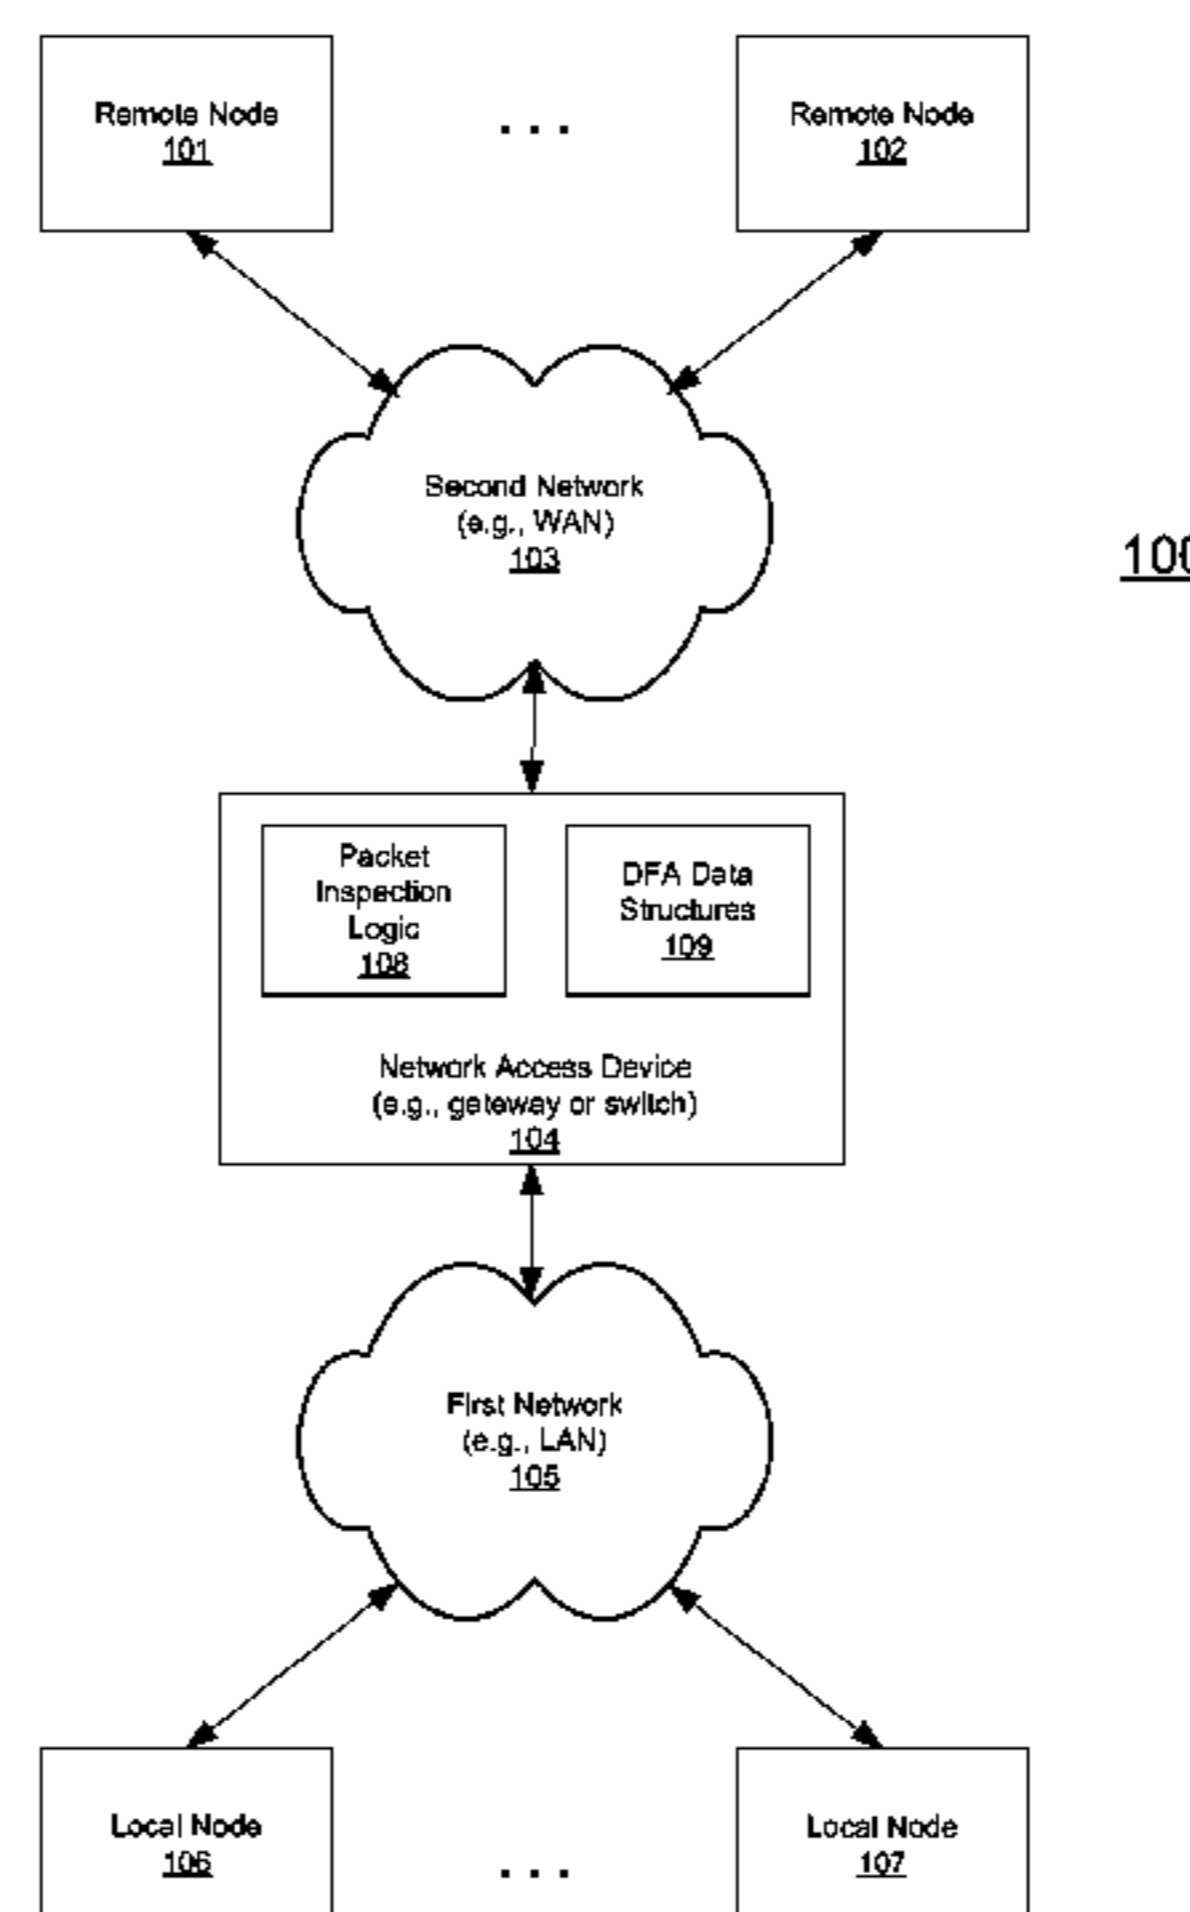 Remote Node
101
. . .
Remote Node
102
Second Network
(e.g., WAN)
103
100
Packet
Inspection
Logic
108
DFA Data
Structures
109
Network Access Device
(e.g., gateway or switch)
104
First Network
(e.g., LAN)
105
Local Node
106
. . .
Local Node
107